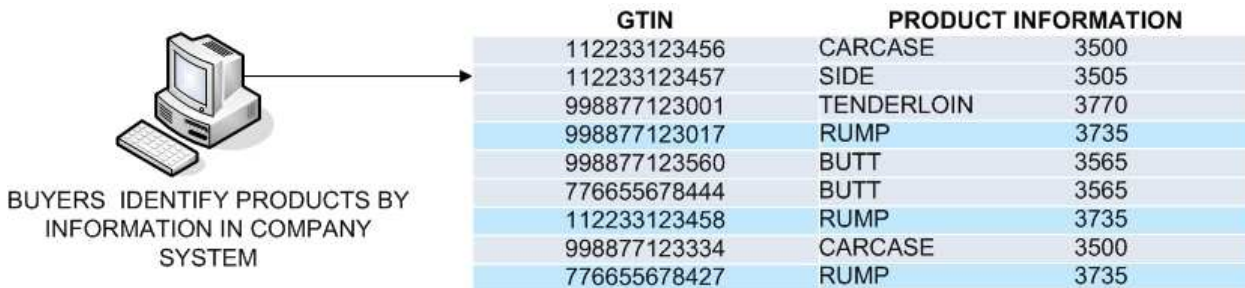 GTIN PRODUCT INFORMATION
112233123456 CARCASE 3500
112233123457 SIDE 3505
998877123001 TENDERLOIN 3770
998877123017 RUMP 3735
998877123560 BUTT 3565
776655678444 BUTT 3565
112233123458 RUMP 3735
998877123334 CARCASE 3500
776655678427 RUMP 3735
BUYERS IDENTIFY PRODUCTS BY
INFORMATION IN COMPANY
SYSTEM